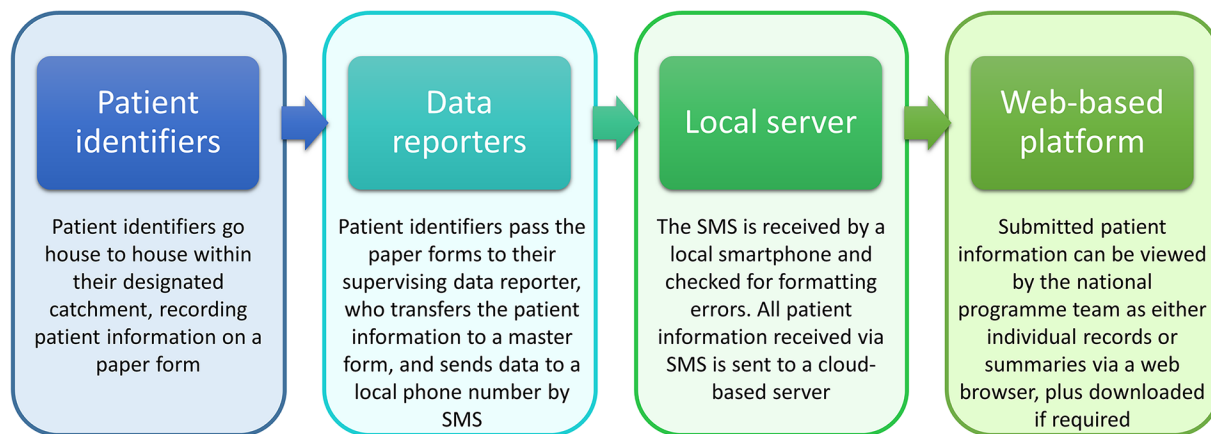 Patient
identifiers
Patient identifiers go
house to house within
their designated
catchment, recording
patient information on a
paper form
Data
reporters
Patient identifiers pass the
paper forms to their
supervising data reporter,
who transfers the patient
information to a master
form, and sends data to a
local phone number by
SMS
Local server
The SMS is received by a
local smartphone and
checked for formatting
errors. All patient
information received via
SMS is sent to a cloud-
based server
Web-based
platform
Submitted patient
information can be viewed
by the national
programme team as either
individual records or
summaries via a web
browser, plus downloaded
if required